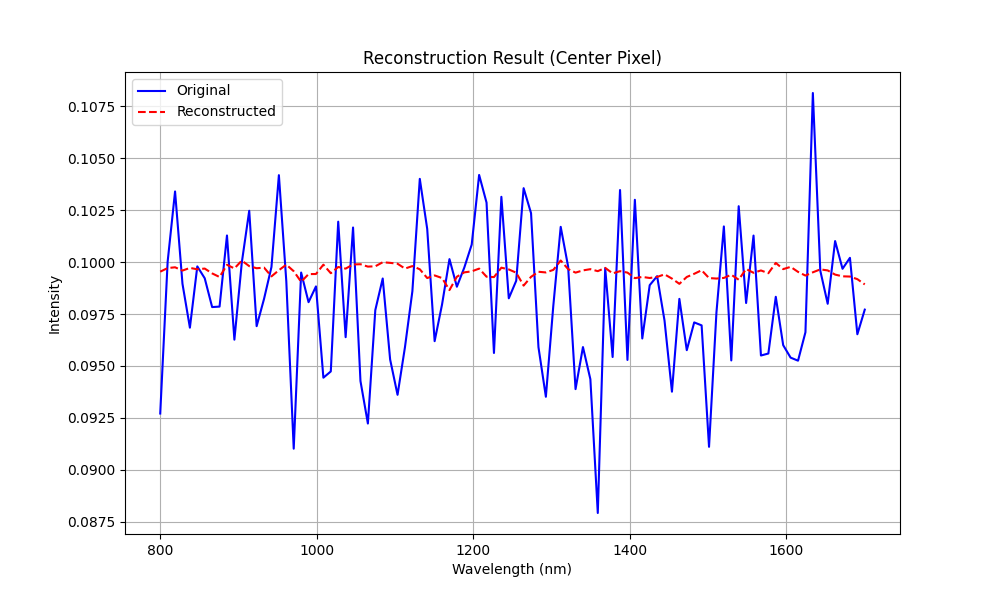 Reconstruction Result (Center Pixel)
Original
Reconstructed
0.1075
0.1050
0.1025
0.1000
0.0975
0.0950
0.0925
0.0900
0.0875
Intensity
800 1000 1200 1400 1600
Wavelength (nm)